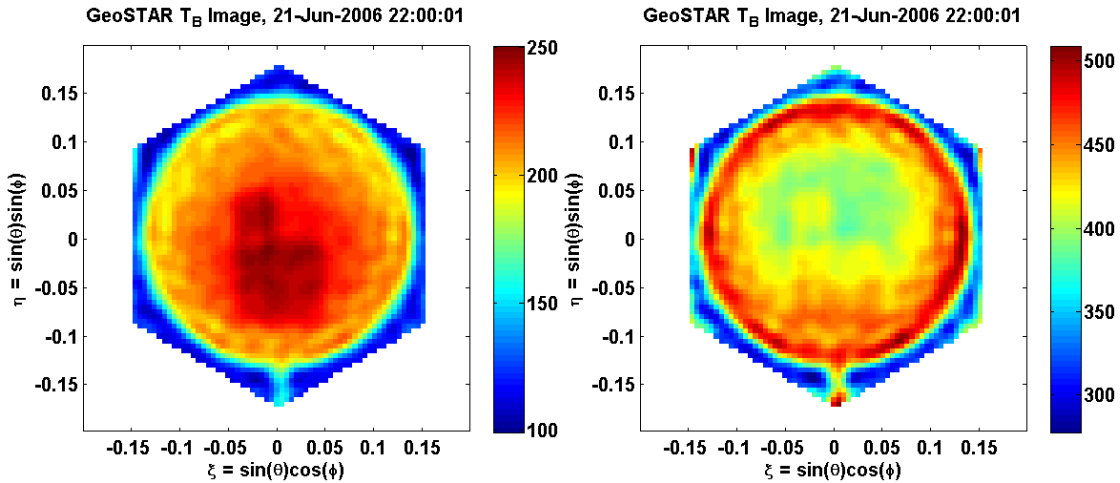 GeoSTAR T_B Image, 21-Jun-2006 22:00:01
0.15
0.1
0.05
0
-0.05
-0.1
-0.15
η = sin(θ)sin(ϕ)
-0.15 -0.1 -0.05 0 0.05 0.1 0.15
ξ = sin(θ)cos(ϕ)
250
200
150
100
GeoSTAR T_B Image, 21-Jun-2006 22:00:01
0.15
0.1
0.05
0
-0.05
-0.1
-0.15
η = sin(θ)sin(ϕ)
-0.15 -0.1 -0.05 0 0.05 0.1 0.15
ξ = sin(θ)cos(ϕ)
500
450
400
350
300